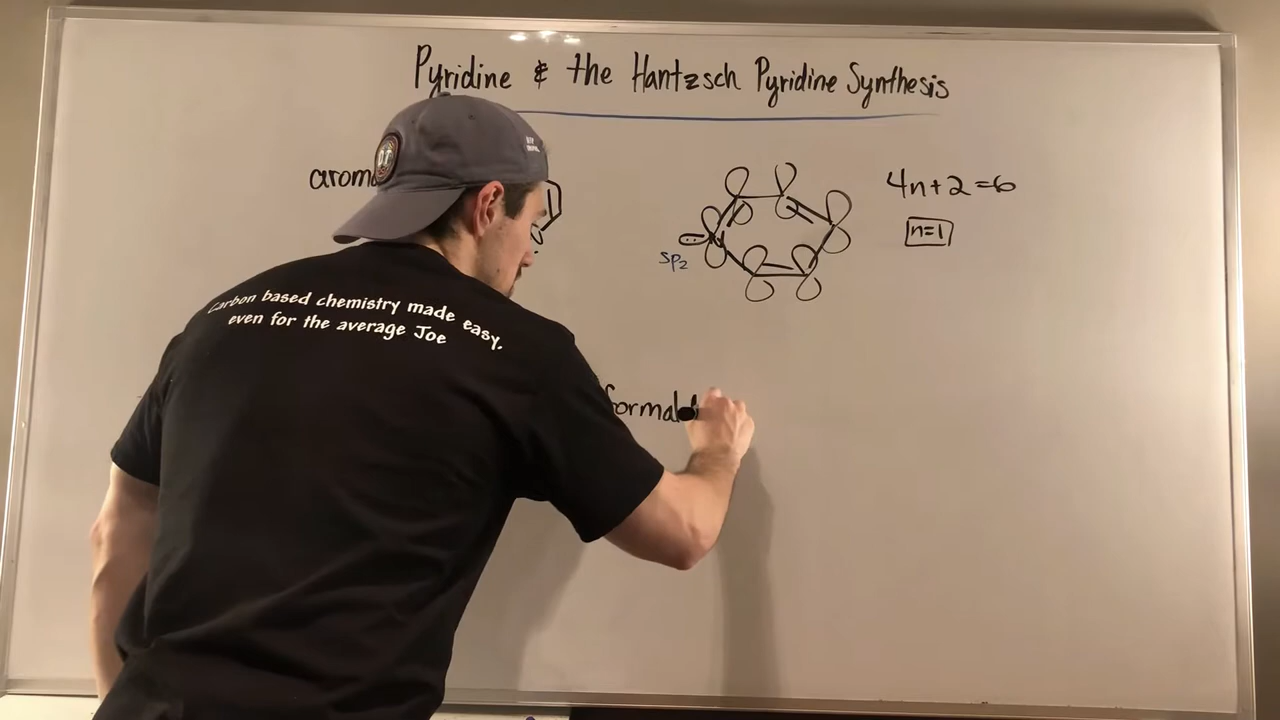 Pyridine & the Hantzsch Pyridine Synthesis
4n+2=6
n=1
sp2
Carbon based chemistry made easy,
even for the average Joe